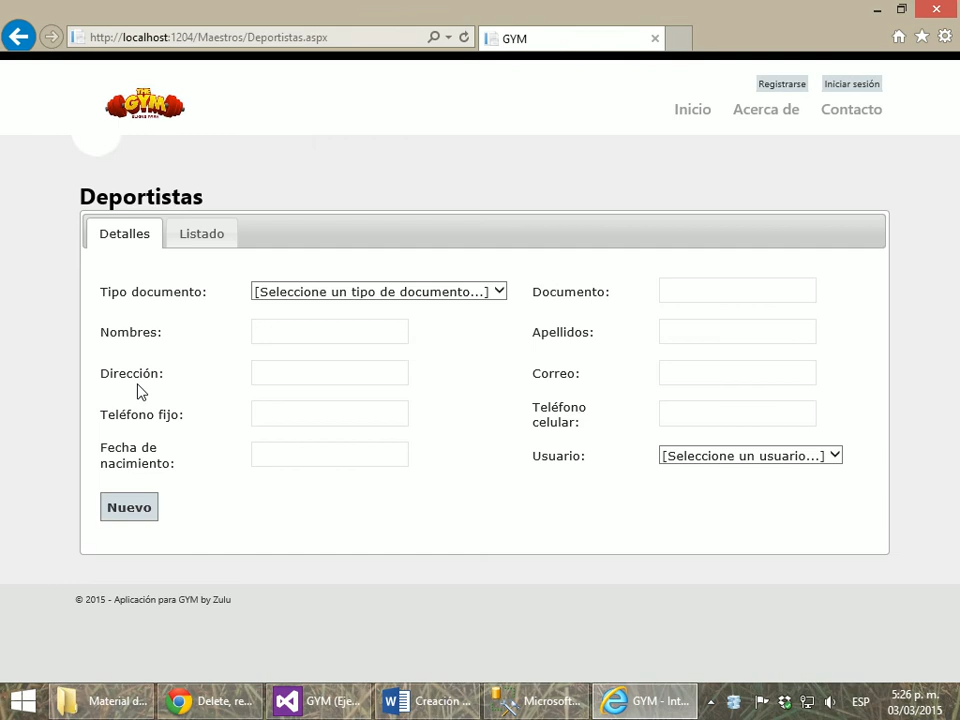 http://localhost:1204/Maestros/Deportistas.aspx
GYM
THE
GYM
Registrarse
Iniciar sesión
Inicio
Acerca de
Contacto
Deportistas
Detalles
Listado
Tipo documento:
[Seleccione un tipo de documento...]
Documento:
Nombres:
Apellidos:
Dirección:
Correo:
Teléfono fijo:
Teléfono
celular:
Fecha de
nacimiento:
Usuario:
[Seleccione un usuario...]
Nuevo
© 2015 - Aplicación para GYM by Zulu
Material d...
Delete, re...
GYM (Eje...
Creación ...
Microsoft...
GYM - Int...
ESP
5:26 p. m.
03/03/2015